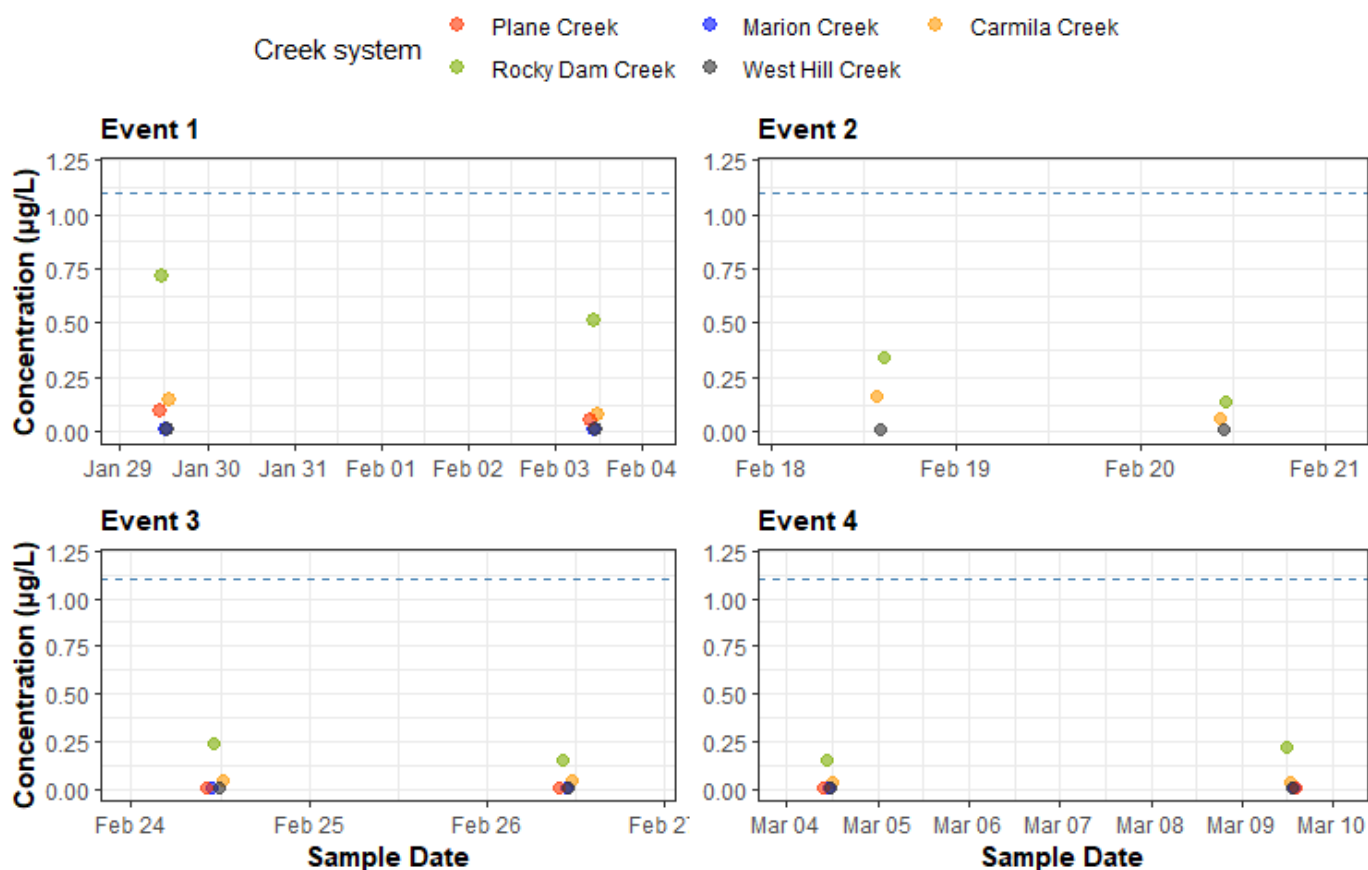 Creek system
Plane Creek
Marion Creek
Carmila Creek
Rocky Dam Creek
West Hill Creek
Event 1
Event 2
Concentration (µg/L)
1.25
1.00
0.75
0.50
0.25
0.00
Jan 29 Jan 30 Jan 31 Feb 01 Feb 02 Feb 03 Feb 04
1.25
1.00
0.75
0.50
0.25
0.00
Feb 18 Feb 19 Feb 20 Feb 21
Event 3
Event 4
Concentration (µg/L)
1.25
1.00
0.75
0.50
0.25
0.00
Feb 24 Feb 25 Feb 26
Sample Date
1.25
1.00
0.75
0.50
0.25
0.00
Mar 04 Mar 05 Mar 06 Mar 07 Mar 08 Mar 09 Mar 10
Sample Date